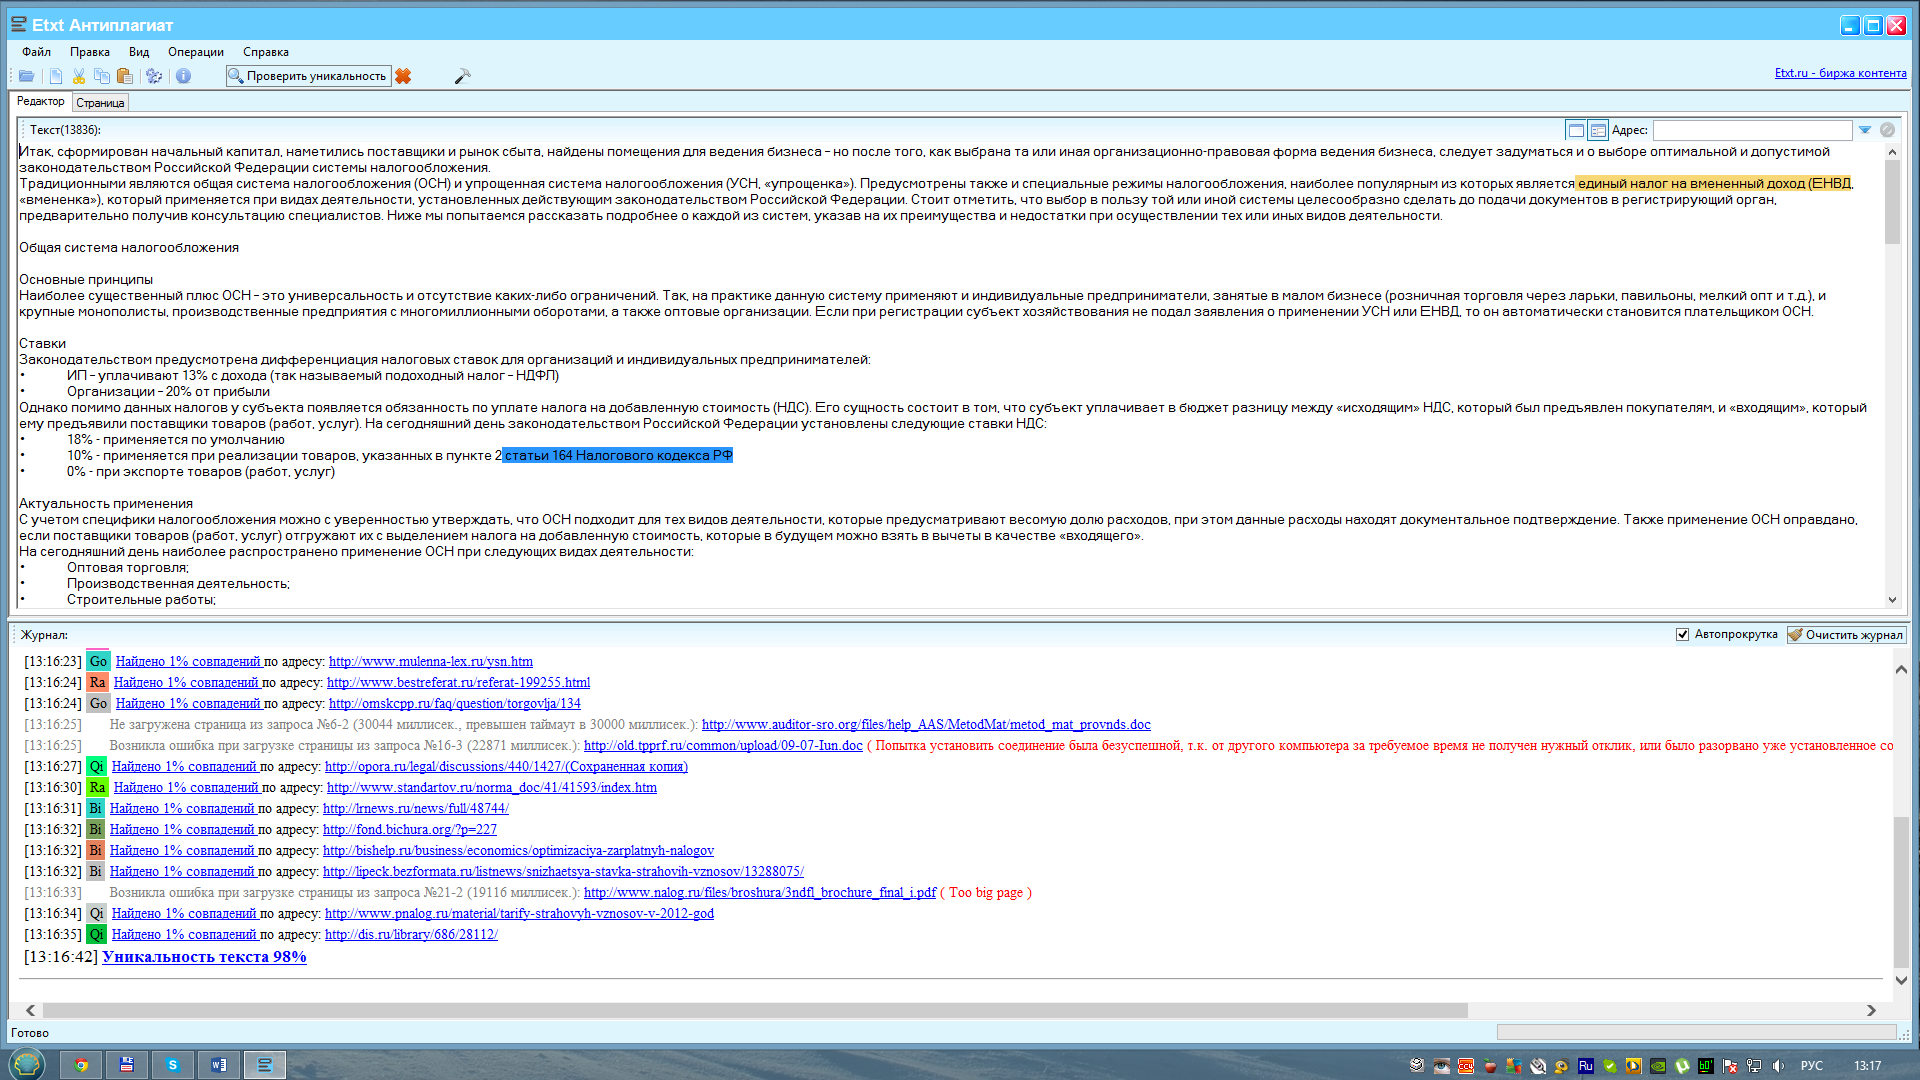 Etxt Антиплагиат
Файл Правка Вид Операции Справка
Проверить уникальность
Etxt.ru - биржа контента
Редактор Страница
Текст(13836): Адрес:
Итак, сформирован начальный капитал, наметились поставщики и рынок сбыта, найдены помещения для ведения бизнеса – но после того, как выбрана та или иная организационно-правовая форма ведения бизнеса, следует задуматься и о выборе оптимальной и допустимой
законодательством Российской Федерации системы налогообложения.
Традиционными являются общая система налогообложения (ОСН) и упрощенная система налогообложения (УСН, «упрощенка»). Предусмотрены также и специальные режимы налогообложения, наиболее популярным из которых является единый налог на вмененный доход (ЕНВД,
«вмененка»), который применяется при видах деятельности, установленных действующим законодательством Российской Федерации. Стоит отметить, что выбор в пользу той или иной системы целесообразно сделать до подачи документов в регистрирующий орган,
предварительно получив консультацию специалистов. Ниже мы попытаемся рассказать подробнее о каждой из систем, указав на их преимущества и недостатки при осуществлении тех или иных видов деятельности.
Общая система налогообложения
Основные принципы
Наиболее существенный плюс ОСН – это универсальность и отсутствие каких-либо ограничений. Так, на практике данную систему применяют и индивидуальные предприниматели, занятые в малом бизнесе (розничная торговля через ларьки, павильоны, мелкий опт и т.д.), и
крупные монополисты, производственные предприятия с многомиллионными оборотами, а также оптовые организации. Если при регистрации субъект хозяйствования не подал заявления о применении УСН или ЕНВД, то он автоматически становится плательщиком ОСН.
Ставки
Законодательством предусмотрена дифференциация налоговых ставок для организаций и индивидуальных предпринимателей:
• ИП – уплачивают 13% с дохода (так называемый подоходный налог – НДФЛ)
• Организации – 20% от прибыли
Однако помимо данных налогов у субъекта появляется обязанность по уплате налога на добавленную стоимость (НДС). Его сущность состоит в том, что субъект уплачивает в бюджет разницу между «исходящим» НДС, который был предъявлен покупателям, и «входящим», который
ему предъявили поставщики товаров (работ, услуг). На сегодняшний день законодательством Российской Федерации установлены следующие ставки НДС:
• 18% - применяется по умолчанию
• 10% - применяется при реализации товаров, указанных в пункте 2 статьи 164 Налогового кодекса РФ
• 0% - при экспорте товаров (работ, услуг)
Актуальность применения
С учетом специфики налогообложения можно с уверенностью утверждать, что ОСН подходит для тех видов деятельности, которые предусматривают весомую долю расходов, при этом данные расходы находят документальное подтверждение. Также применение ОСН оправдано,
если поставщики товаров (работ, услуг) отгружают их с выделением налога на добавленную стоимость, которые в будущем можно взять в вычеты в качестве «входящего».
На сегодняшний день наиболее распространено применение ОСН при следующих видах деятельности:
• Оптовая торговля;
• Производственная деятельность;
• Строительные работы;
Журнал: Автопрокрутка Очистить журнал
[13:16:23] Go Найдено 1% совпадений по адресу: http://www.mulenna-lex.ru/ysn.htm
[13:16:24] Ra Найдено 1% совпадений по адресу: http://www.bestreferat.ru/referat-199255.html
[13:16:24] Go Найдено 1% совпадений по адресу: http://omskcpp.ru/faq/question/torgovlja/134
[13:16:25] Не загружена страница из запроса №6-2 (30044 миллисек., превышен таймаут в 30000 миллисек.): http://www.auditor-sro.org/files/help_AAS/MetodMat/metod_mat_provnds.doc
[13:16:25] Возникла ошибка при загрузке страницы из запроса №16-3 (22871 миллисек.): http://old.tpprf.ru/common/upload/09-07-Iun.doc ( Попытка установить соединение была безуспешной, т.к. от другого компьютера за требуемое время не получен нужный отклик, или было разорвано уже установленное со
[13:16:27] Qi Найдено 1% совпадений по адресу: http://opora.ru/legal/discussions/440/1427/(Сохраненная копия)
[13:16:30] Ra Найдено 1% совпадений по адресу: http://www.standartov.ru/norma_doc/41/41593/index.htm
[13:16:31] Bi Найдено 1% совпадений по адресу: http://lrnews.ru/news/full/48744/
[13:16:32] Bi Найдено 1% совпадений по адресу: http://fond.bichura.org/?p=227
[13:16:32] Bi Найдено 1% совпадений по адресу: http://bishelp.ru/business/economics/optimizaciya-zarplatnyh-nalogov
[13:16:32] Bi Найдено 1% совпадений по адресу: http://lipeck.bezformata.ru/listnews/snizhaetsya-stavka-strahovih-vznosov/13288075/
[13:16:33] Возникла ошибка при загрузке страницы из запроса №21-2 (19116 миллисек.): http://www.nalog.ru/files/broshura/3ndfl_brochure_final_i.pdf ( Too big page )
[13:16:34] Qi Найдено 1% совпадений по адресу: http://www.pnalog.ru/material/tarify-strahovyh-vznosov-v-2012-god
[13:16:35] Qi Найдено 1% совпадений по адресу: http://dis.ru/library/686/28112/
[13:16:42] Уникальность текста 98%
Готово
Ru РУС 13:17